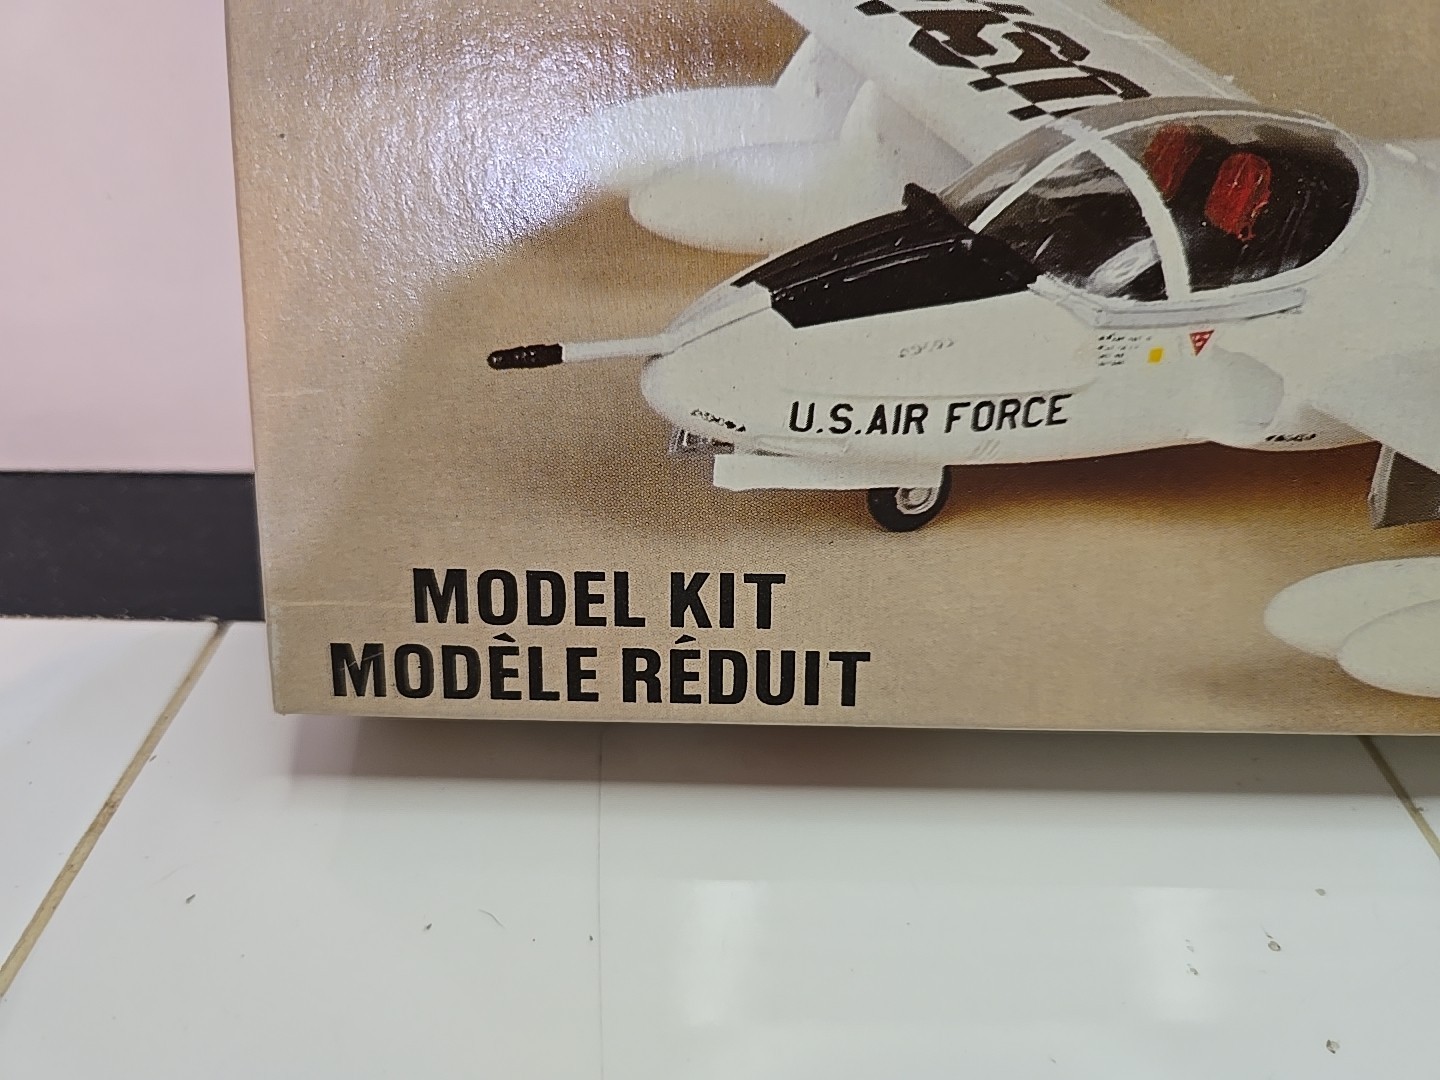 U.S. AIR FORCE
MODEL KIT
MODÈLE RÉDUIT